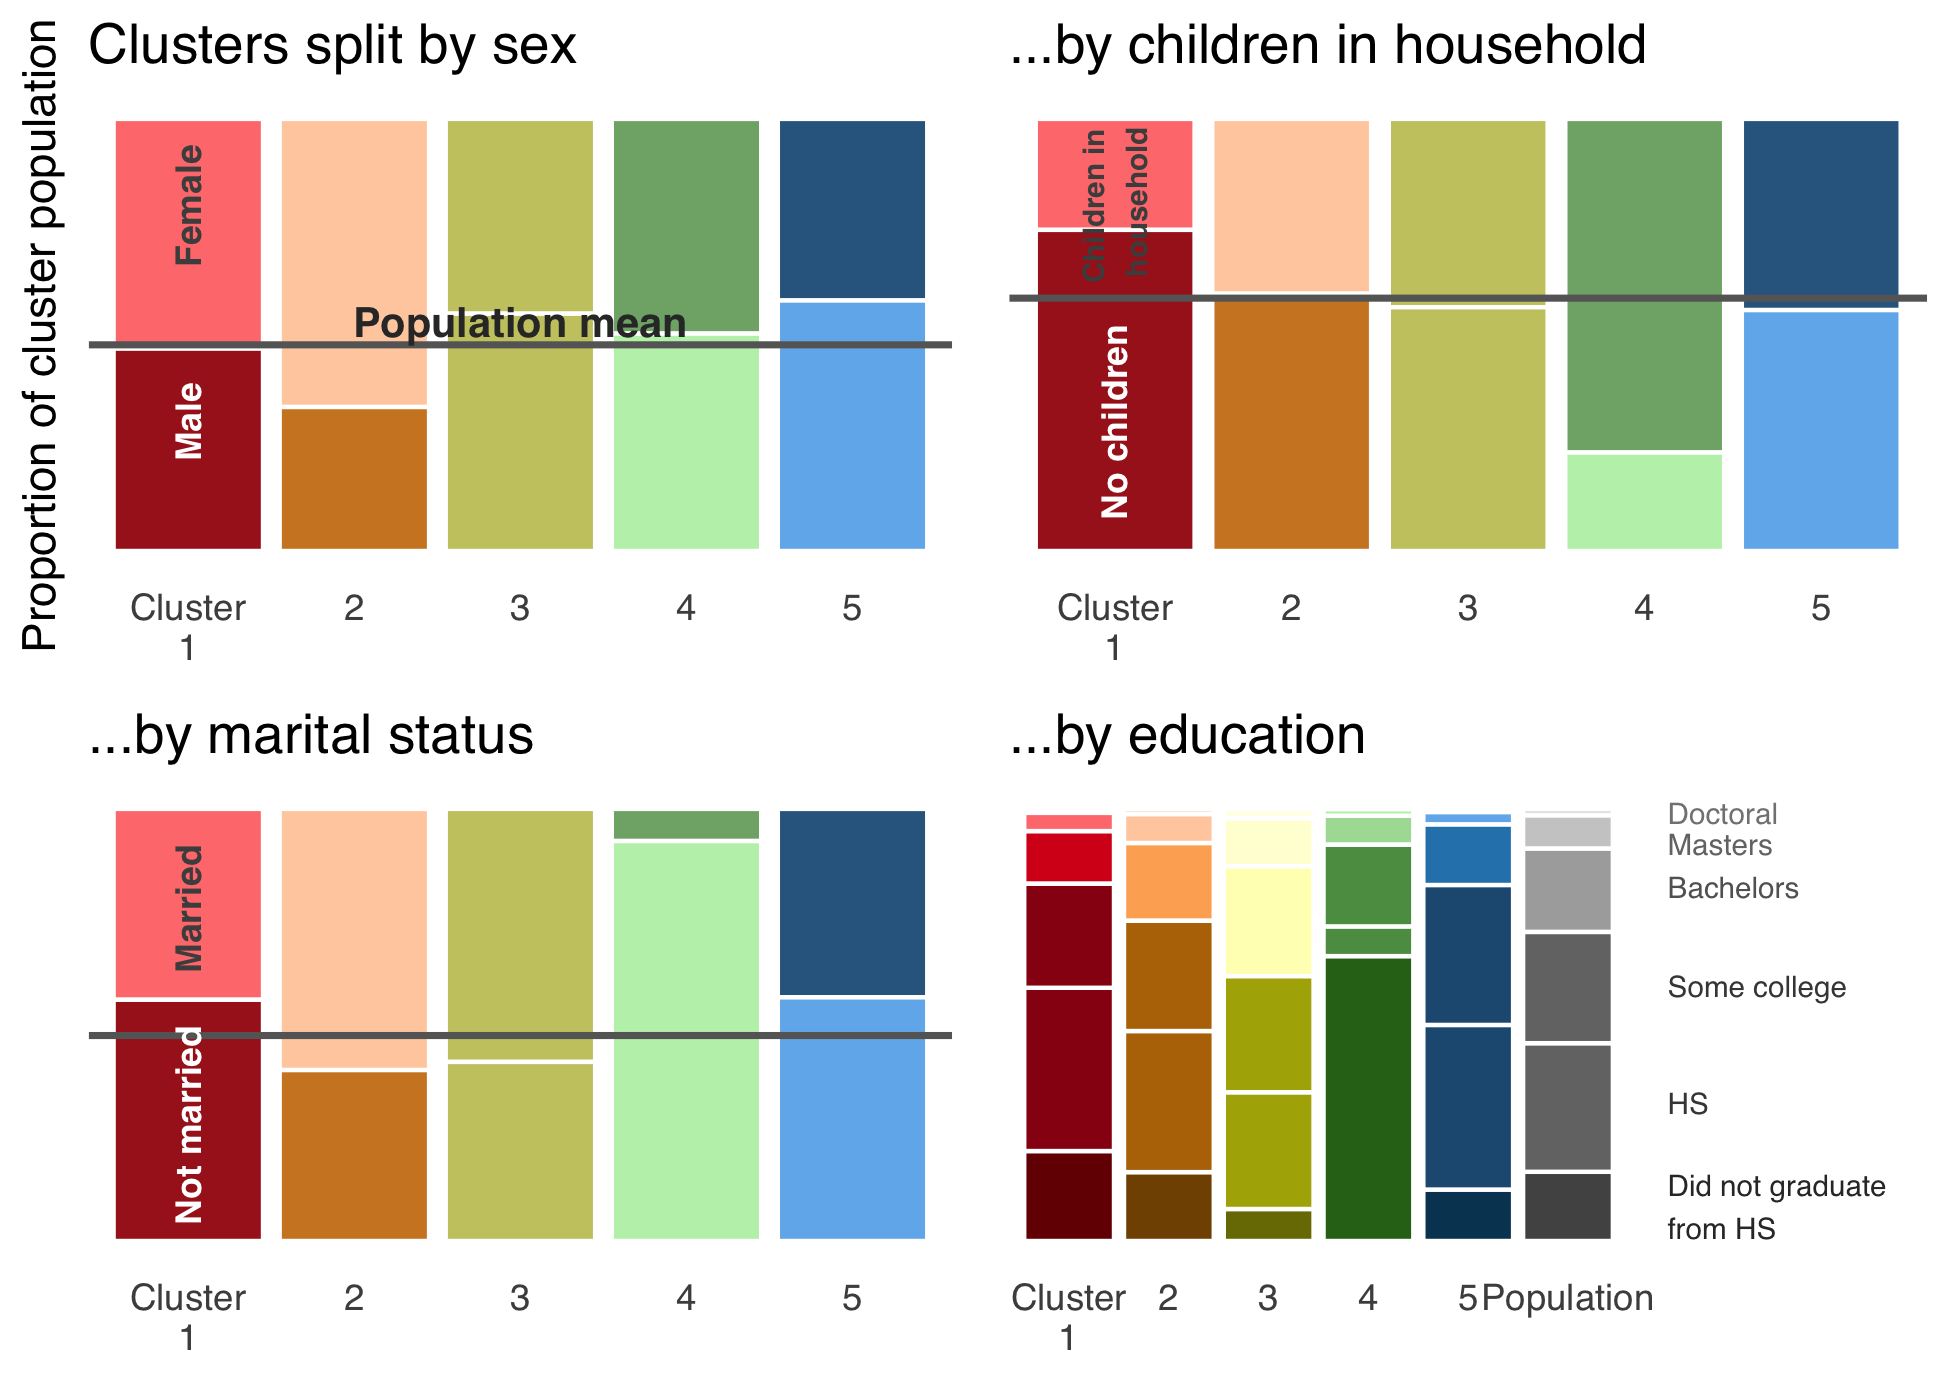 Clusters split by sex
Proportion of cluster population
Female
Male
Population mean
Cluster 2 3 4 5
1
...by children in household
Children in
household
No children
Cluster 2 3 4 5
1
...by marital status
Married
Not married
Cluster 2 3 4 5
1
...by education
Doctoral
Masters
Bachelors
Some college
HS
Did not graduate
from HS
Cluster 2 3 4 5 Population
1